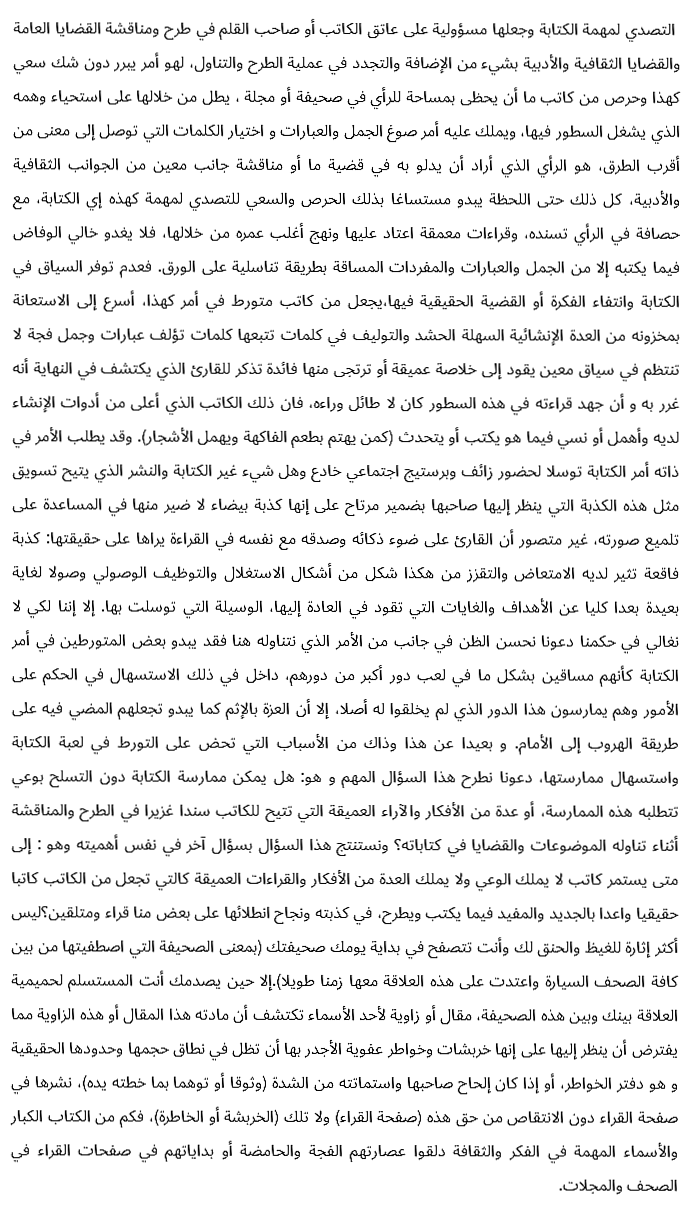 التصدي لمهمة الكتابة وجعلها مسؤولية على عاتق الكاتب أو صاحب القلم في طرح ومناقشة القضايا العامة
والقضايا الثقافية والأدبية بشيء من الإضافة والتجدد في عملية الطرح والتناول، لهو أمر يبرر دون شك سعي
كهذا وحرص من كاتب ما أن يحظى بمساحة للرأي في صحيفة أو مجلة ، يطل من خلالها على استحياء وهمه
الذي يشغل السطور فيها، ويملك عليه أمر صوغ الجمل والعبارات و اختيار الكلمات التي توصل إلى معنى من
أقرب الطرق، هو الرأي الذي أراد أن يدلو به في قضية ما أو مناقشة جانب معين من الجوانب الثقافية
والأدبية، كل ذلك حتى اللحظة يبدو مستساغا بذلك الحرص والسعي للتصدي لمهمة كهذه إي الكتابة، مع
حصافة في الرأي تسنده، وقراءات معمقة اعتاد عليها ونهج أغلب عمره من خلالها، فلا يغدو خالي الوفاض
فيما يكتبه إلا من الجمل والعبارات والمفردات المساقة بطريقة تناسلية على الورق. فعدم توفر السياق في
الكتابة وانتفاء الفكرة أو القضية الحقيقية فيها،يجعل من كاتب متورط في أمر كهذا، أسرع إلى الاستعانة
بمخزونه من العدة الإنشائية السهلة الحشد والتوليف في كلمات تتبعها كلمات تؤلف عبارات وجمل فجة لا
تنتظم في سياق معين يقود إلى خلاصة عميقة أو ترتجى منها فائدة تذكر للقارئ الذي يكتشف في النهاية أنه
غرر به و أن جهد قراءته في هذه السطور كان لا طائل وراءه، فان ذلك الكاتب الذي أعلى من أدوات الإنشاء
لديه وأهمل أو نسي فيما هو يكتب أو يتحدث (كمن يهتم بطعم الفاكهة ويهمل الأشجار). وقد يطلب الأمر في
ذاته أمر الكتابة توسلا لحضور زائف وبرستيج اجتماعي خادع وهل شيء غير الكتابة والنشر الذي يتيح تسويق
مثل هذه الكذبة التي ينظر إليها صاحبها بضمير مرتاح على إنها كذبة بيضاء لا ضير منها في المساعدة على
تلميع صورته، غير متصور أن القارئ على ضوء ذكائه وصدقه مع نفسه في القراءة يراها على حقيقتها: كذبة
فاقعة تثير لديه الامتعاض والتقزز من هكذا شكل من أشكال الاستغلال والتوظيف الوصولي وصولا لغاية
بعيدة بعدا كليا عن الأهداف والغايات التي تقود في العادة إليها، الوسيلة التي توسلت بها. إلا إننا لكي لا
نغالي في حكمنا دعونا نحسن الظن في جانب من الأمر الذي نتناوله هنا فقد يبدو بعض المتورطين في أمر
الكتابة كأنهم مساقين بشكل ما في لعب دور أكبر من دورهم، داخل في ذلك الاستسهال في الحكم على
الأمور وهم يمارسون هذا الدور الذي لم يخلقوا له أصلا، إلا أن العزة بالإثم كما يبدو تجعلهم المضي فيه على
طريقة الهروب إلى الأمام. و بعيدا عن هذا وذاك من الأسباب التي تحض على التورط في لعبة الكتابة
واستسهال ممارستها، دعونا نطرح هذا السؤال المهم و هو: هل يمكن ممارسة الكتابة دون التسلح بوعي
تتطلبه هذه الممارسة، أو عدة من الأفكار والآراء العميقة التي تتيح للكاتب سندا غزيرا في الطرح والمناقشة
أثناء تناوله الموضوعات والقضايا في كتاباته؟ ونستنتج هذا السؤال بسؤال آخر في نفس أهميته وهو : إلى
متى يستمر كاتب لا يملك الوعي ولا يملك العدة من الأفكار والقراءات العميقة كالتي تجعل من الكاتب كاتبا
حقيقيا واعدا بالجديد والمفيد فيما يكتب ويطرح، في كذبته ونجاح انطلائها على بعض منا قراء ومتلقين؟ليس
أكثر إثارة للغيظ والحنق لك وأنت تتصفح في بداية يومك صحيفتك (بمعنى الصحيفة التي اصطفيتها من بين
كافة الصحف السيارة واعتدت على هذه العلاقة معها زمنا طويلا).إلا حين يصدمك أنت المستسلم لحميمية
العلاقة بينك وبين هذه الصحيفة، مقال أو زاوية لأحد الأسماء تكتشف أن مادته هذا المقال أو هذه الزاوية مما
يفترض أن ينظر إليها على إنها خربشات وخواطر عفوية الأجدر بها أن تظل في نطاق حجمها وحدودها الحقيقية
و هو دفتر الخواطر، أو إذا كان إلحاح صاحبها واستماتته من الشدة (وثوقا أو توهما بما خطته يده)، نشرها في
صفحة القراء دون الانتقاص من حق هذه (صفحة القراء) ولا تلك (الخربشة أو الخاطرة)، فكم من الكتاب الكبار
والأسماء المهمة في الفكر والثقافة دلقوا عصارتهم الفجة والحامضة أو بداياتهم في صفحات القراء في
الصحف والمجلات.